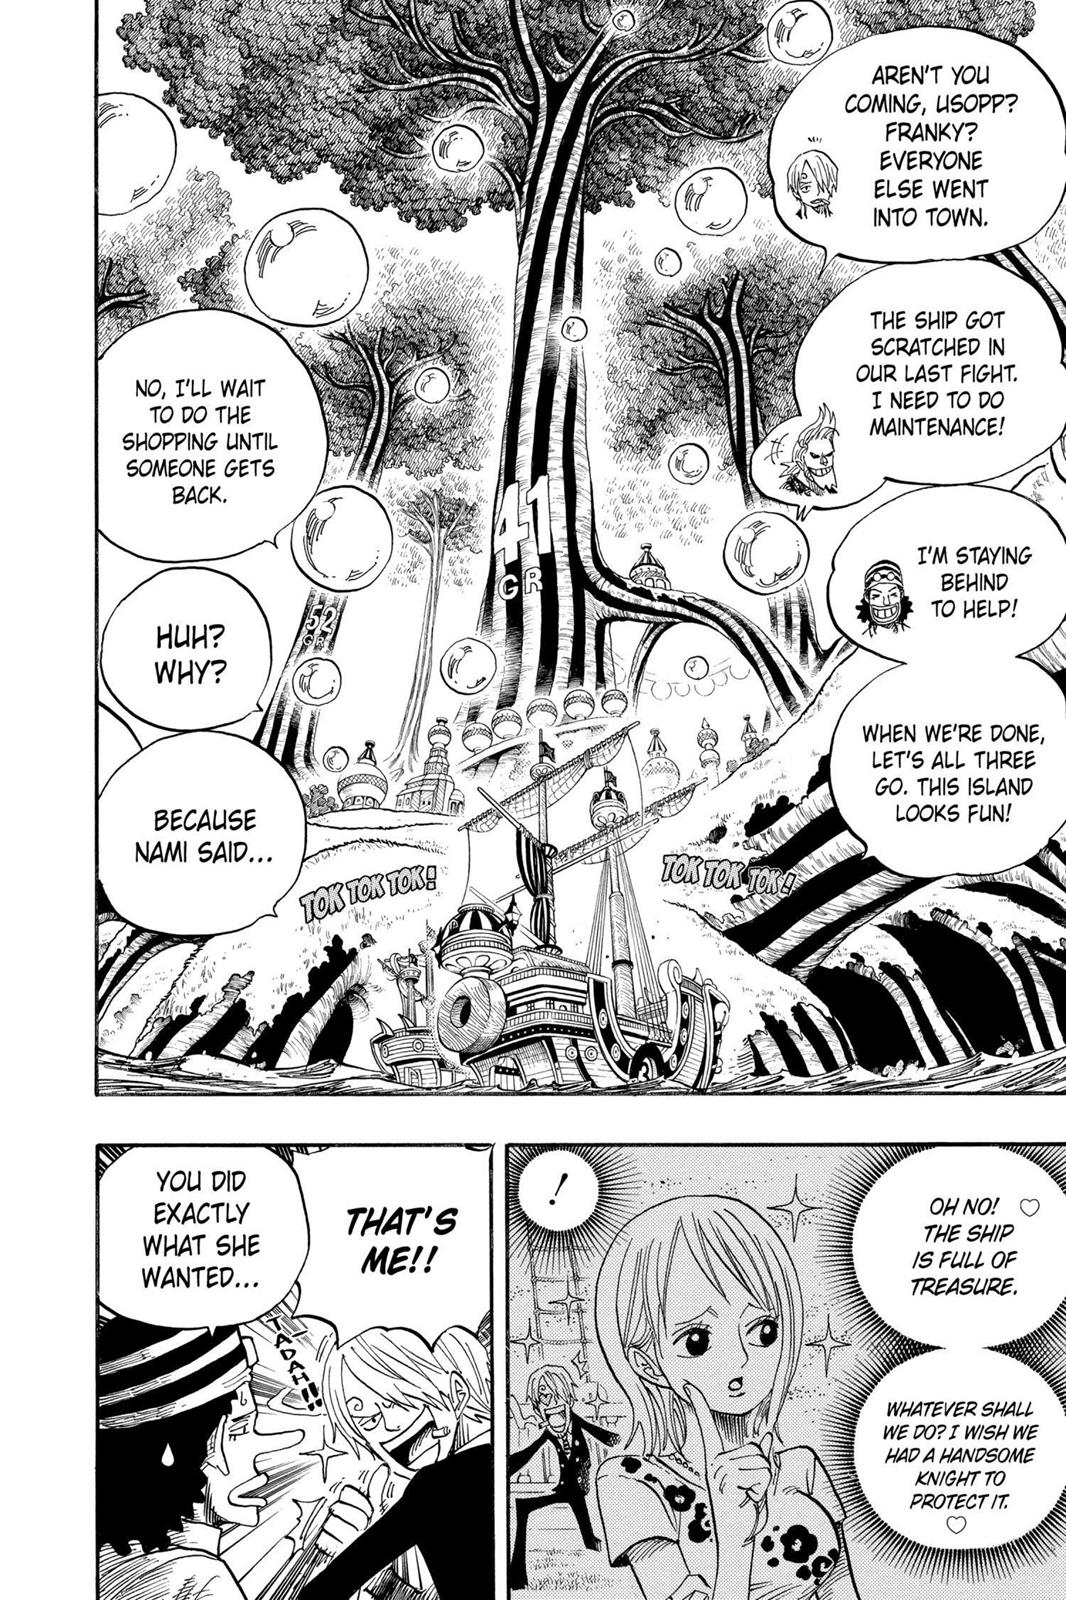 AREN'T YOU
COMING, USOPP?
FRANKY?
EVERYONE
ELSE WENT
INTO TOWN.
THE SHIP GOT
SCRATCHED IN
OUR LAST FIGHT.
I NEED TO DO
MAINTENANCE!
I'M STAYING
BEHIND
TO HELP!
WHEN WE'RE DONE,
LET'S ALL THREE
GO. THIS ISLAND
LOOKS FUN!
NO, I'LL WAIT
TO DO THE
SHOPPING UNTIL
SOMEONE GETS
BACK.
HUH?
WHY?
BECAUSE
NAMI SAID...
41
GR
52
GR
TOK TOK TOK!
TOK TOK TOK!
OH NO! ♡
THE SHIP
IS FULL OF
TREASURE.
WHATEVER SHALL
WE DO? I WISH WE
HAD A HANDSOME
KNIGHT TO
PROTECT IT.
♡
!
THAT'S
ME!!
TADAH!!
YOU DID
EXACTLY
WHAT SHE
WANTED...